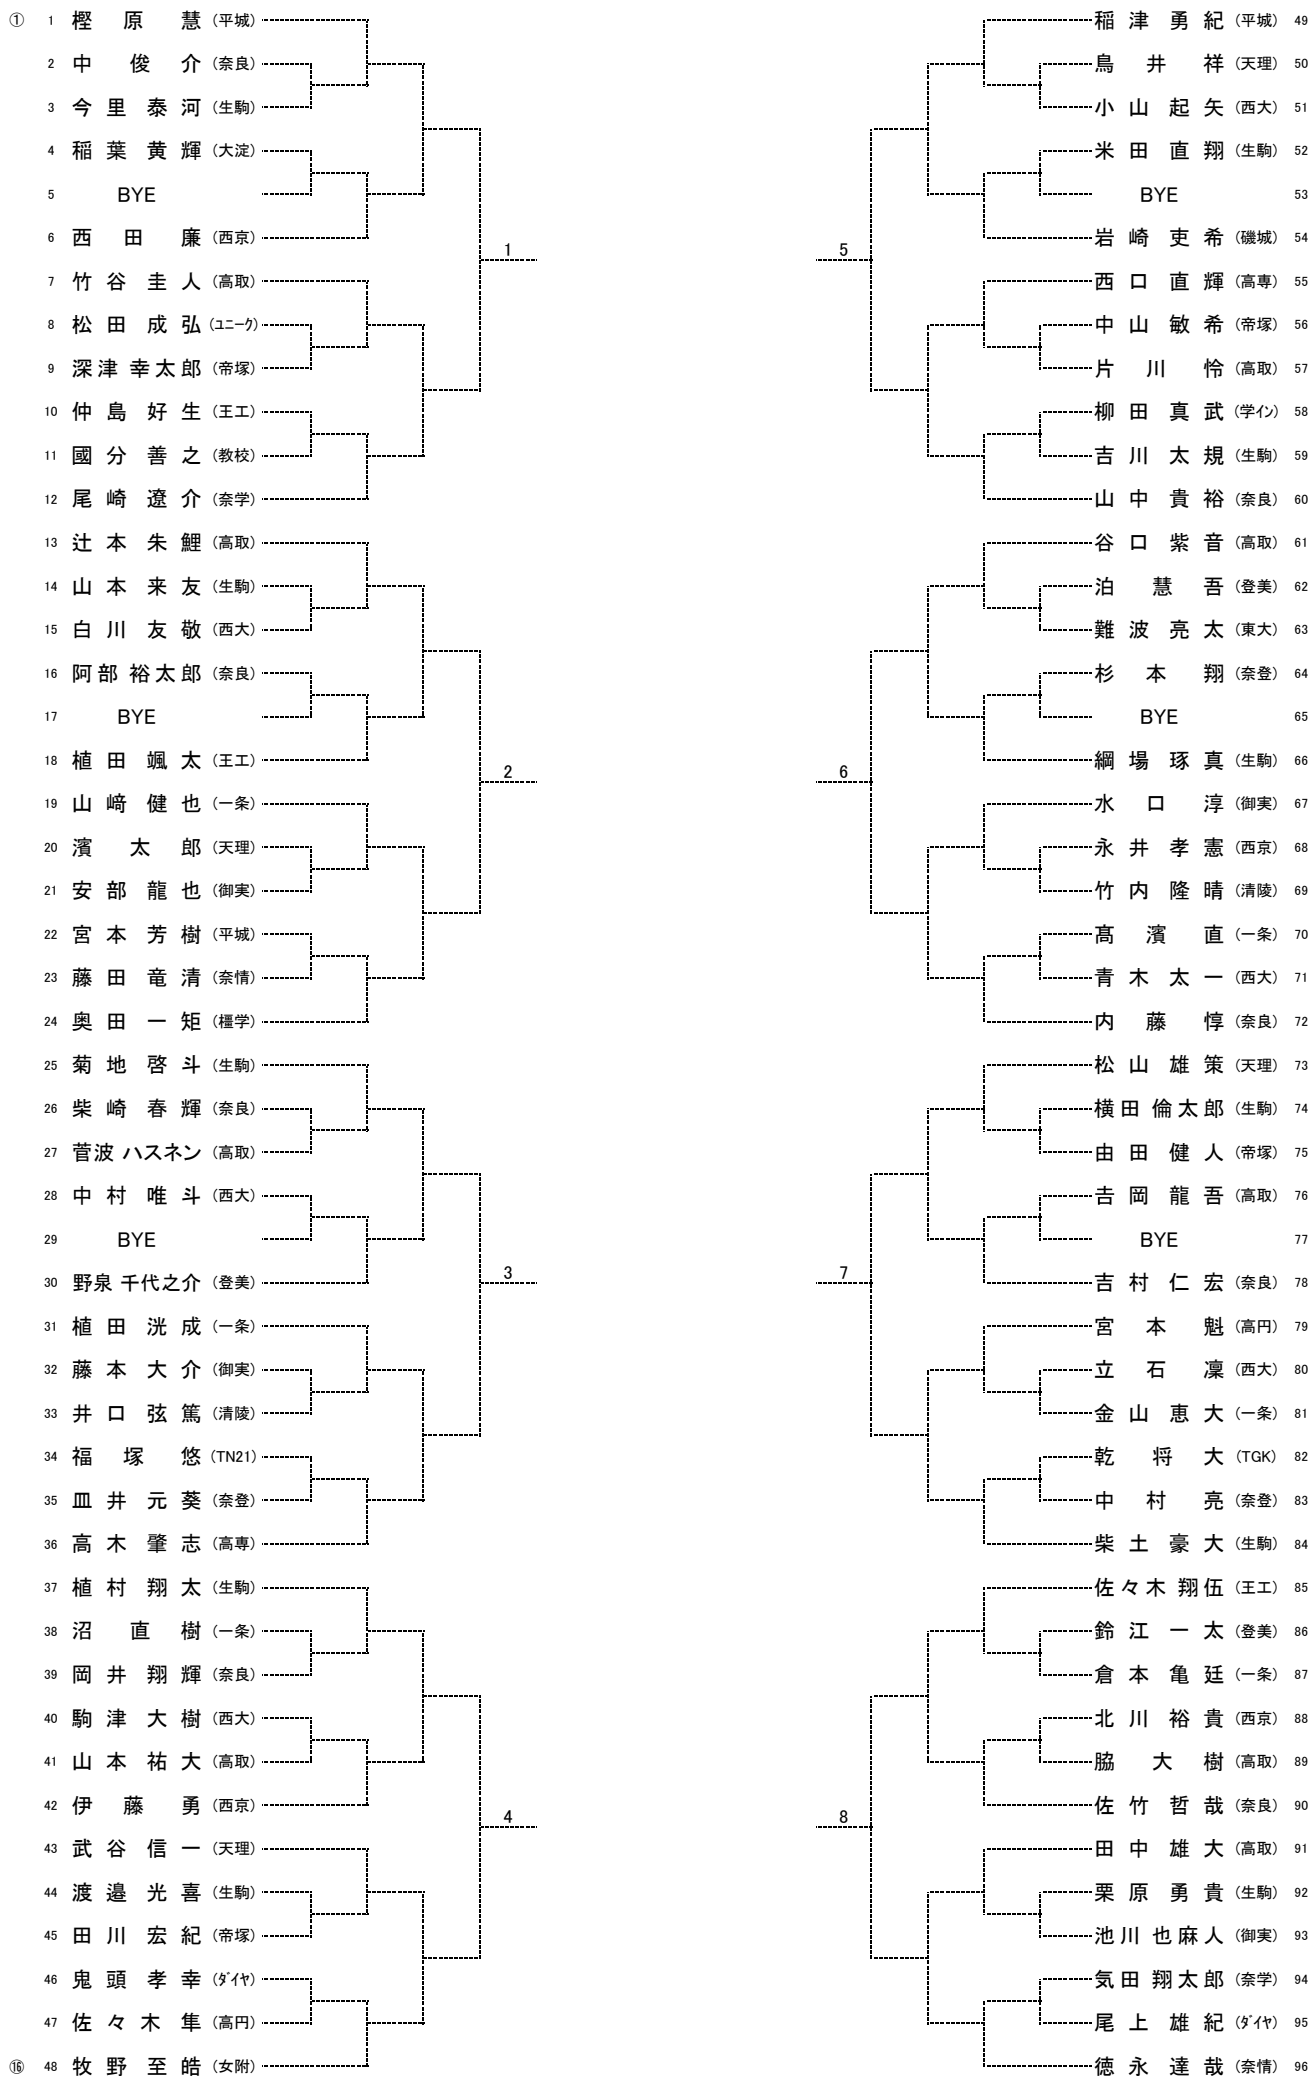 ① 1 樫原慧 (平城)
2 中俊介 (奈良)
3 今里泰河 (生駒)
4 稲葉黄輝 (大淀)
5 BYE
6 西田廉 (西京)
7 竹谷圭人 (高取)
8 松田成弘 (ユニーク)
9 深津幸太郎 (帝塚)
10 仲島好生 (王工)
11 國分善之 (教校)
12 尾崎遼介 (奈学)
13 辻本朱鯉 (高取)
14 山本来友 (生駒)
15 白川友敬 (西大)
16 阿部裕太郎 (奈良)
17 BYE
18 植田颯太 (王工)
19 山﨑健也 (一条)
20 濱太郎 (天理)
21 安部龍也 (御実)
22 宮本芳樹 (平城)
23 藤田竜清 (奈情)
24 奥田一矩 (橿学)
25 菊地啓斗 (生駒)
26 柴崎春輝 (奈良)
27 菅波ハスネン (高取)
28 中村唯斗 (西大)
29 BYE
30 野泉千代之介 (登美)
31 植田洸成 (一条)
32 藤本大介 (御実)
33 井口弦篤 (清陵)
34 福塚悠 (TN21)
35 皿井元葵 (奈登)
36 高木肇志 (高専)
37 植村翔太 (生駒)
38 沼直樹 (一条)
39 岡井翔輝 (奈良)
40 駒津大樹 (西大)
41 山本祐大 (高取)
42 伊藤勇 (西京)
43 武谷信一 (天理)
44 渡邉光喜 (生駒)
45 田川宏紀 (帝塚)
46 鬼頭孝幸 (ダイヤ)
47 佐々木隼 (高円)
⑯ 48 牧野至皓 (女附)
1
2
3
4
5
6
7
8
稲津勇紀 (平城) 49
鳥井祥 (天理) 50
小山起矢 (西大) 51
米田直翔 (生駒) 52
BYE 53
岩崎吏希 (磯城) 54
西口直輝 (高専) 55
中山敏希 (帝塚) 56
片川怜 (高取) 57
柳田真武 (学イン) 58
吉川太規 (生駒) 59
山中貴裕 (奈良) 60
谷口紫音 (高取) 61
泊慧吾 (登美) 62
難波亮太 (東大) 63
杉本翔 (奈登) 64
BYE 65
綱場琢真 (生駒) 66
水口淳 (御実) 67
永井孝憲 (西京) 68
竹内隆晴 (清陵) 69
髙濱直 (一条) 70
青木太一 (西大) 71
内藤惇 (奈良) 72
松山雄策 (天理) 73
横田倫太郎 (生駒) 74
由田健人 (帝塚) 75
𠮷岡龍吾 (高取) 76
BYE 77
吉村仁宏 (奈良) 78
宮本魁 (高円) 79
立石凜 (西大) 80
金山恵大 (一条) 81
乾将大 (TGK) 82
中村亮 (奈登) 83
柴土豪大 (生駒) 84
佐々木翔伍 (王工) 85
鈴江一太 (登美) 86
倉本亀廷 (一条) 87
北川裕貴 (西京) 88
脇大樹 (高取) 89
佐竹哲哉 (奈良) 90
田中雄大 (高取) 91
栗原勇貴 (生駒) 92
池川也麻人 (御実) 93
気田翔太郎 (奈学) 94
尾上雄紀 (ダイヤ) 95
徳永達哉 (奈情) 96